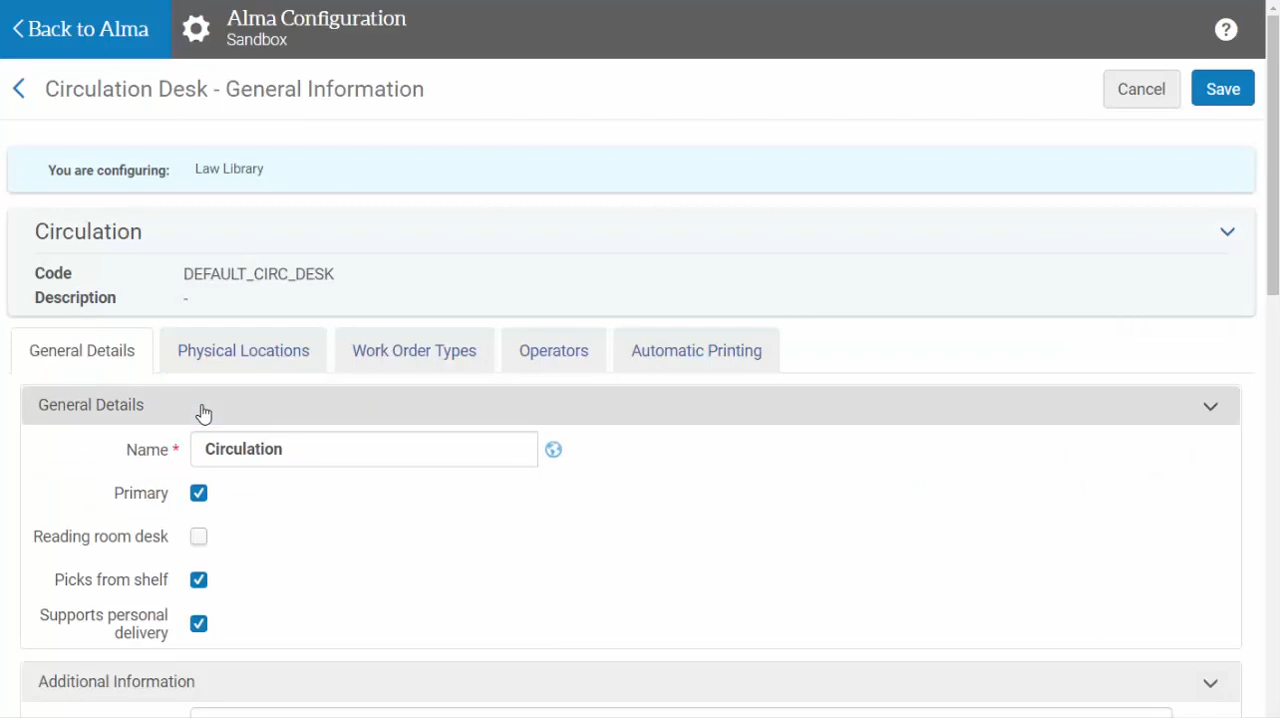 Back to Alma
Alma Configuration
Sandbox
?
Circulation Desk - General Information
Cancel
Save
You are configuring: Law Library
Circulation
Code DEFAULT_CIRC_DESK
Description -
General Details Physical Locations Work Order Types Operators Automatic Printing
General Details
Name * Circulation
Primary
Reading room desk
Picks from shelf
Supports personal
delivery
Additional Information